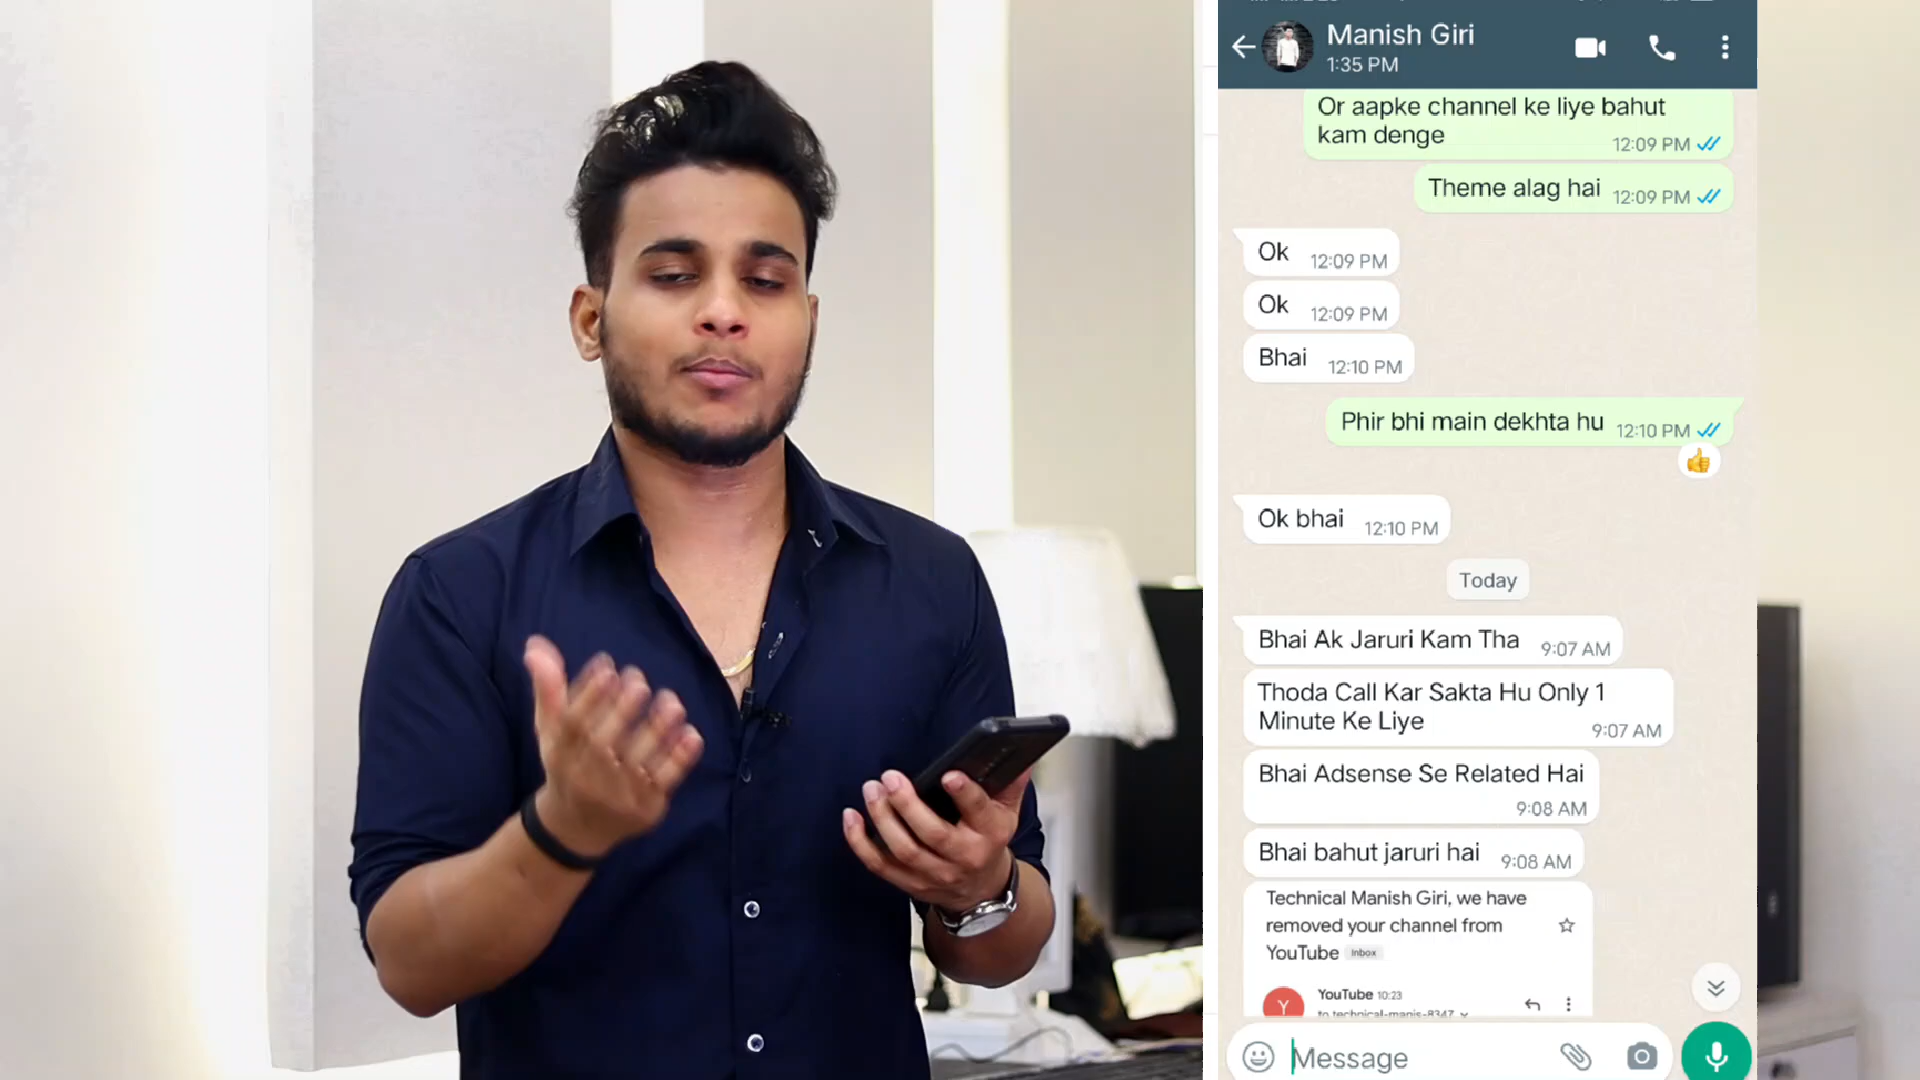 Manish Giri
1:35 PM
Or aapke channel ke liye bahut
kam denge 12:09 PM
Theme alag hai 12:09 PM
Ok 12:09 PM
Ok 12:09 PM
Bhai 12:10 PM
Phir bhi main dekhta hu 12:10 PM
Ok bhai 12:10 PM
Today
Bhai Ak Jaruri Kam Tha 9:07 AM
Thoda Call Kar Sakta Hu Only 1
Minute Ke Liye 9:07 AM
Bhai Adsense Se Related Hai
9:08 AM
Bhai bahut jaruri hai 9:08 AM
Technical Manish Giri, we have
removed your channel from
YouTube Inbox
Y
YouTube 10:23
to technical-manis-8347
Message